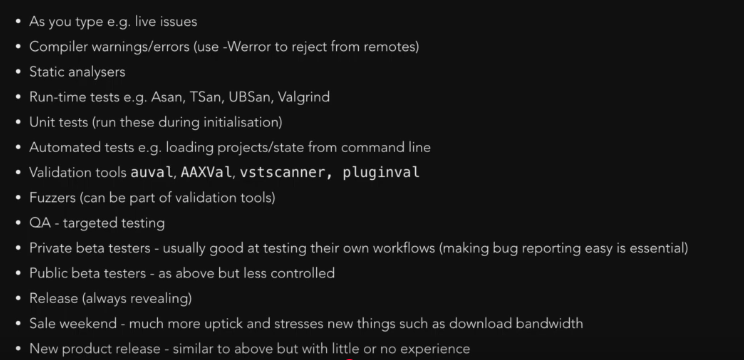 • As you type e.g. live issues
• Compiler warnings/errors (use -Werror to reject from remotes)
• Static analysers
• Run-time tests e.g. Asan, TSan, UBSan, Valgrind
• Unit tests (run these during initialisation)
• Automated tests e.g. loading projects/state from command line
• Validation tools auval, AAXVal, vstscanner, pluginval
• Fuzzers (can be part of validation tools)
• QA - targeted testing
• Private beta testers - usually good at testing their own workflows (making bug reporting easy is essential)
• Public beta testers - as above but less controlled
• Release (always revealing)
• Sale weekend - much more uptick and stresses new things such as download bandwidth
• New product release - similar to above but with little or no experience